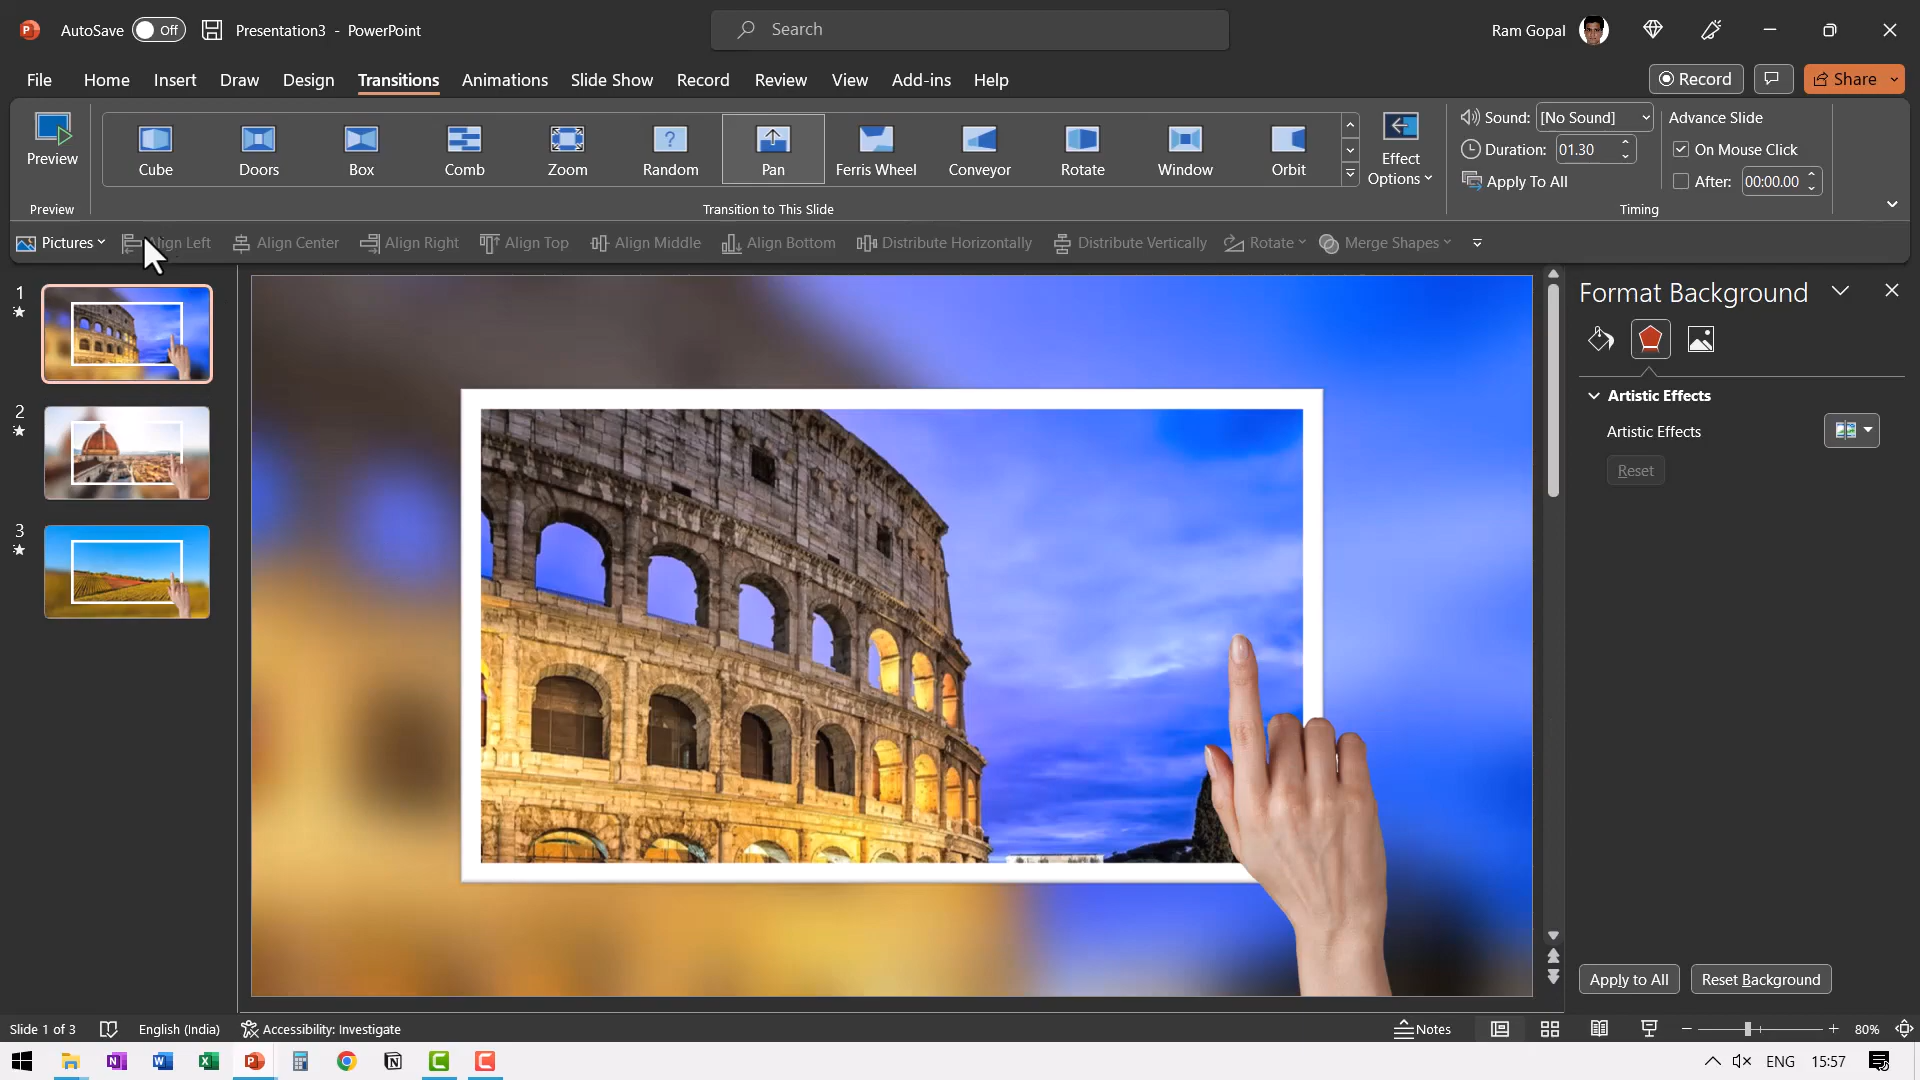 AutoSave Off Presentation3 - PowerPoint Search Ram Gopal
File Home Insert Draw Design Transitions Animations Slide Show Record Review View Add-ins Help Record Share
Preview Cube Doors Box Comb Zoom Random Pan Ferris Wheel Conveyor Rotate Window Orbit Effect Options
Sound: [No Sound] Advance Slide
Duration: 01.30 On Mouse Click
Apply To All After: 00:00.00
Preview Transition to This Slide Timing
Pictures Align Left Align Center Align Right Align Top Align Middle Align Bottom Distribute Horizontally Distribute Vertically Rotate Merge Shapes
1
2
3
Format Background
Artistic Effects
Artistic Effects
Reset
Apply to All Reset Background
Slide 1 of 3 English (India) Accessibility: Investigate Notes 80%
ENG 15:57